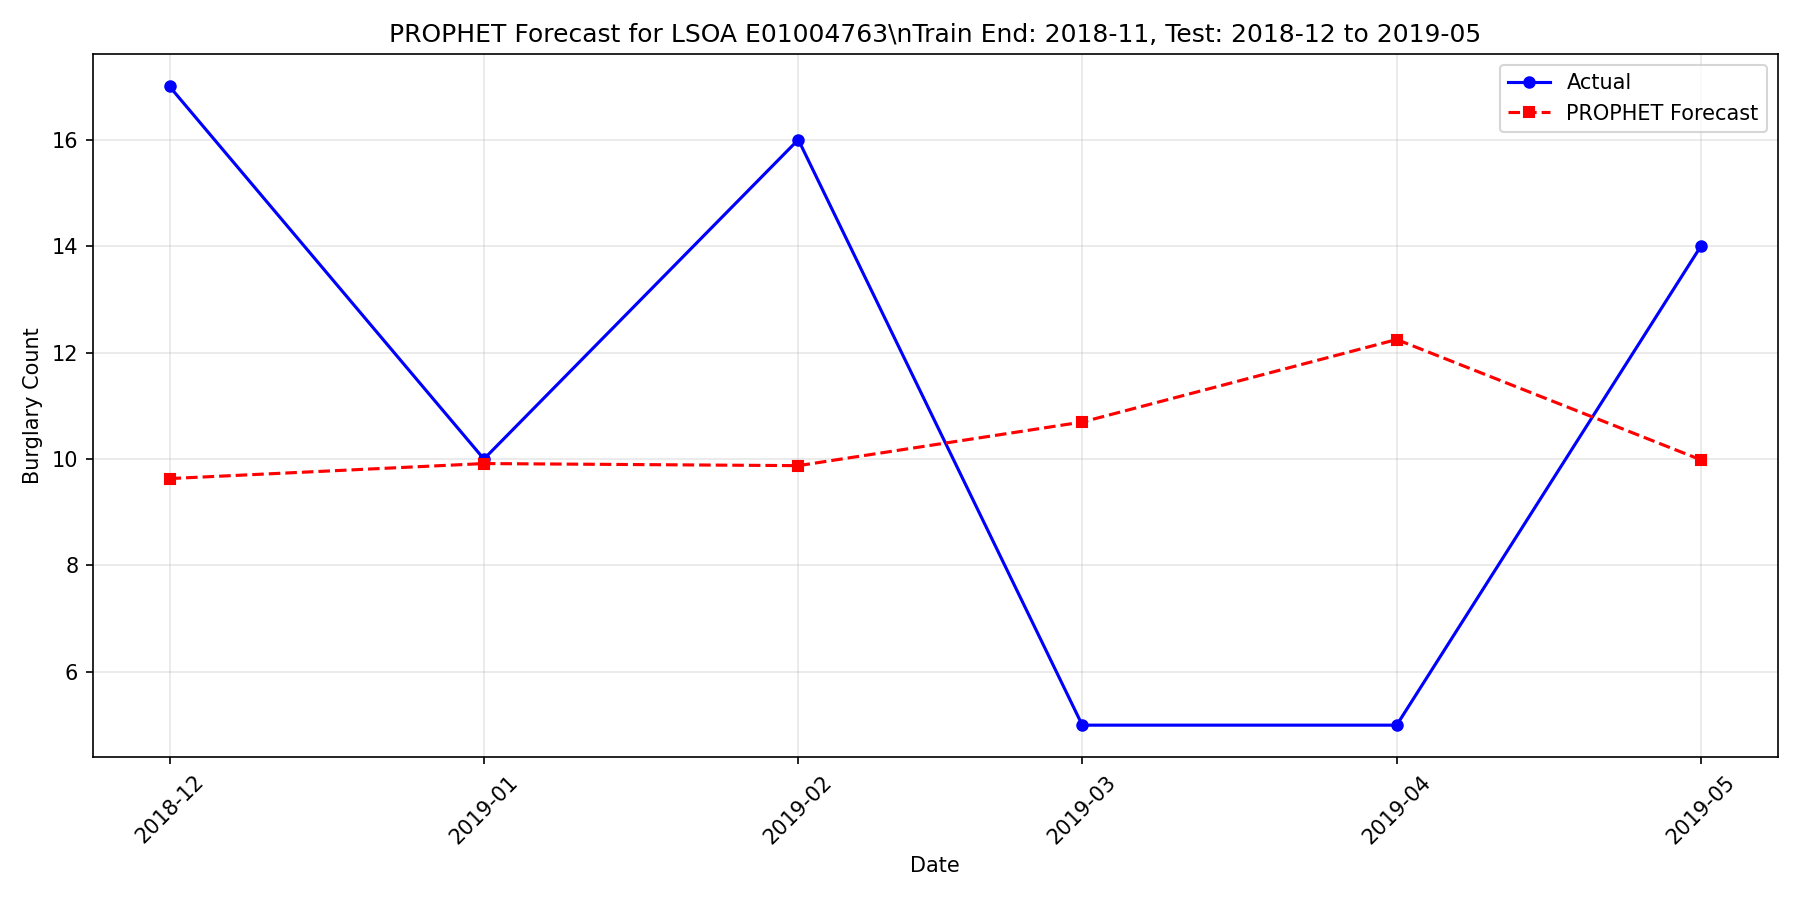 PROPHET Forecast for LSOA E01004763\nTrain End: 2018-11, Test: 2018-12 to 2019-05
Actual
PROPHET Forecast
Burglary Count
16
14
12
10
8
6
2018-12
2019-01
2019-02
2019-03
2019-04
2019-05
Date